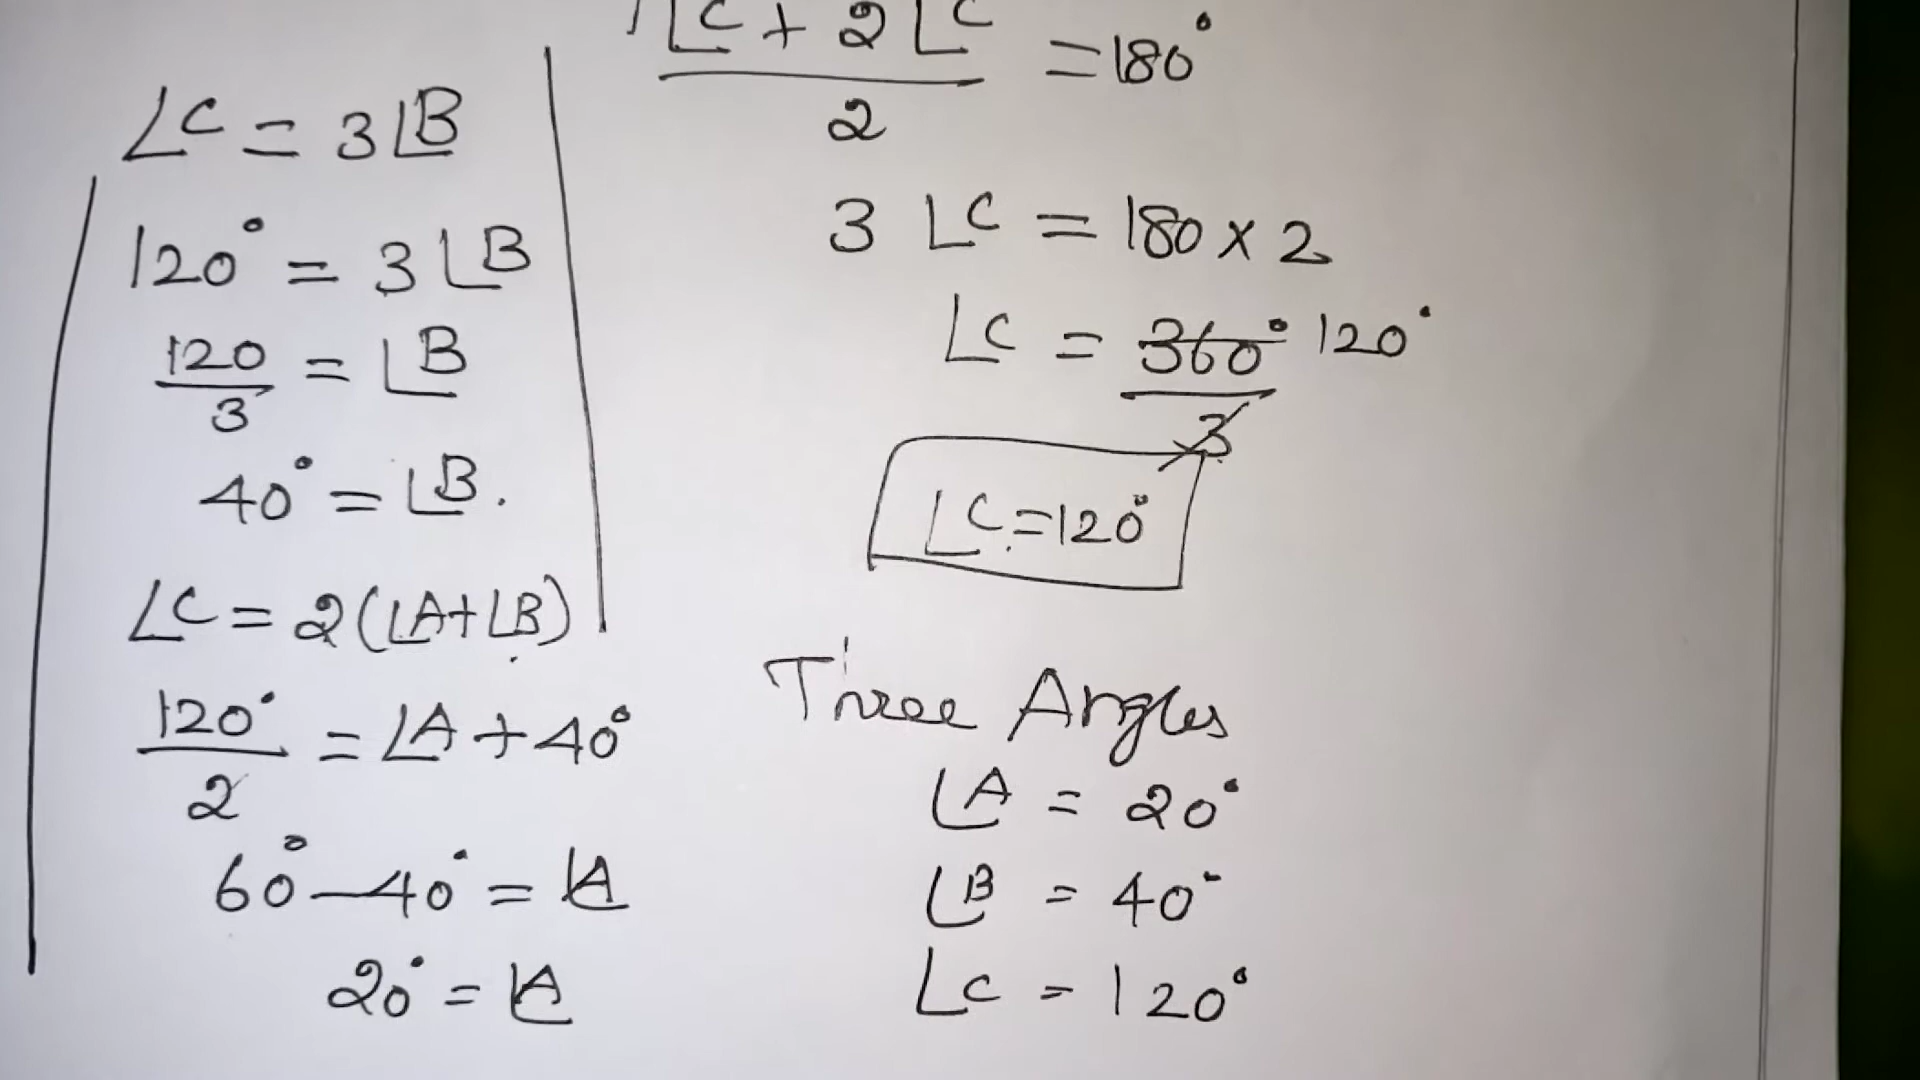 ∠C = 3∠B
120° = 3∠B
120/3 = ∠B
40° = ∠B.
∠C = 2(∠A+∠B)
120°/2 = ∠A + 40°
60° - 40° = ∠A
20° = ∠A
1∠C + 2∠C / 2 = 180°
3 ∠C = 180 × 2
∠C = 360°/3 120°
∠C = 120°
Three Angles
∠A = 20°
∠B = 40°
∠C = 120°